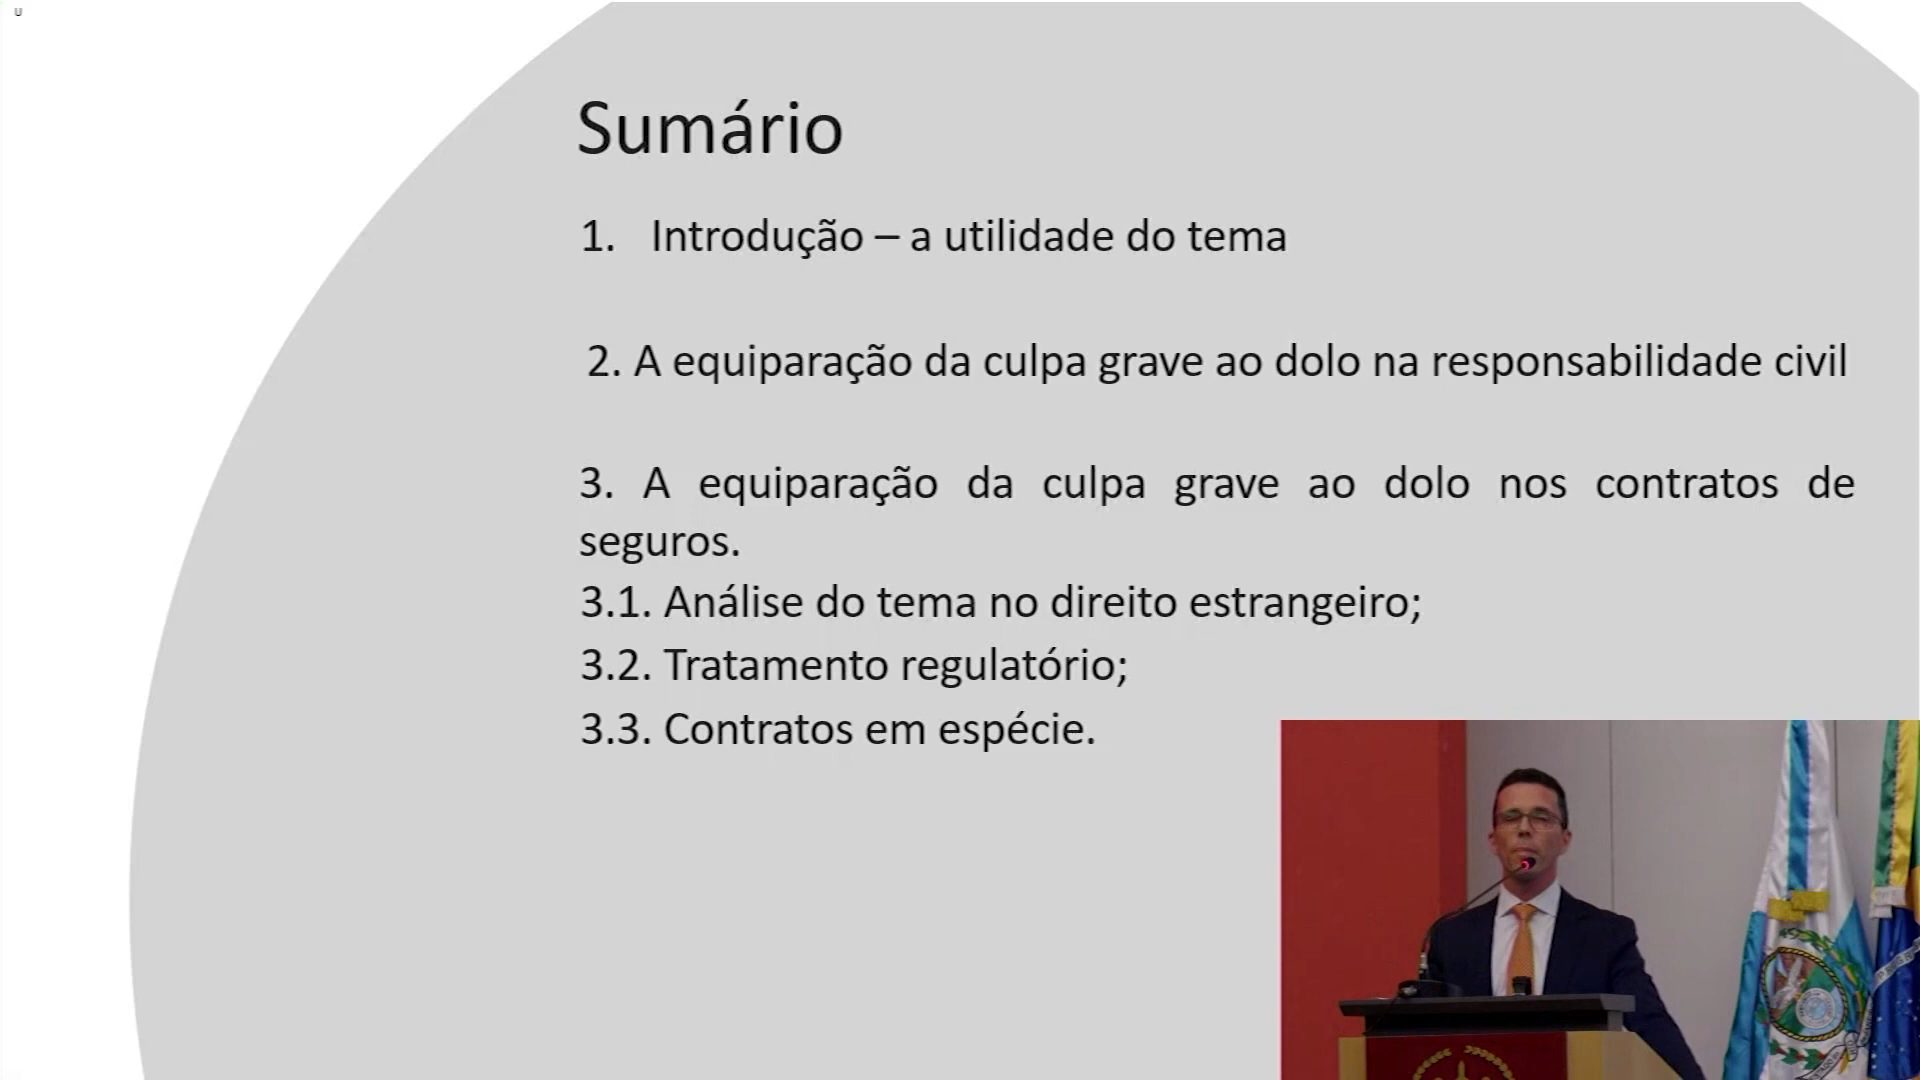 U
Sumário
1. Introdução – a utilidade do tema
2. A equiparação da culpa grave ao dolo na responsabilidade civil
3. A equiparação da culpa grave ao dolo nos contratos de
seguros.
3.1. Análise do tema no direito estrangeiro;
3.2. Tratamento regulatório;
3.3. Contratos em espécie.